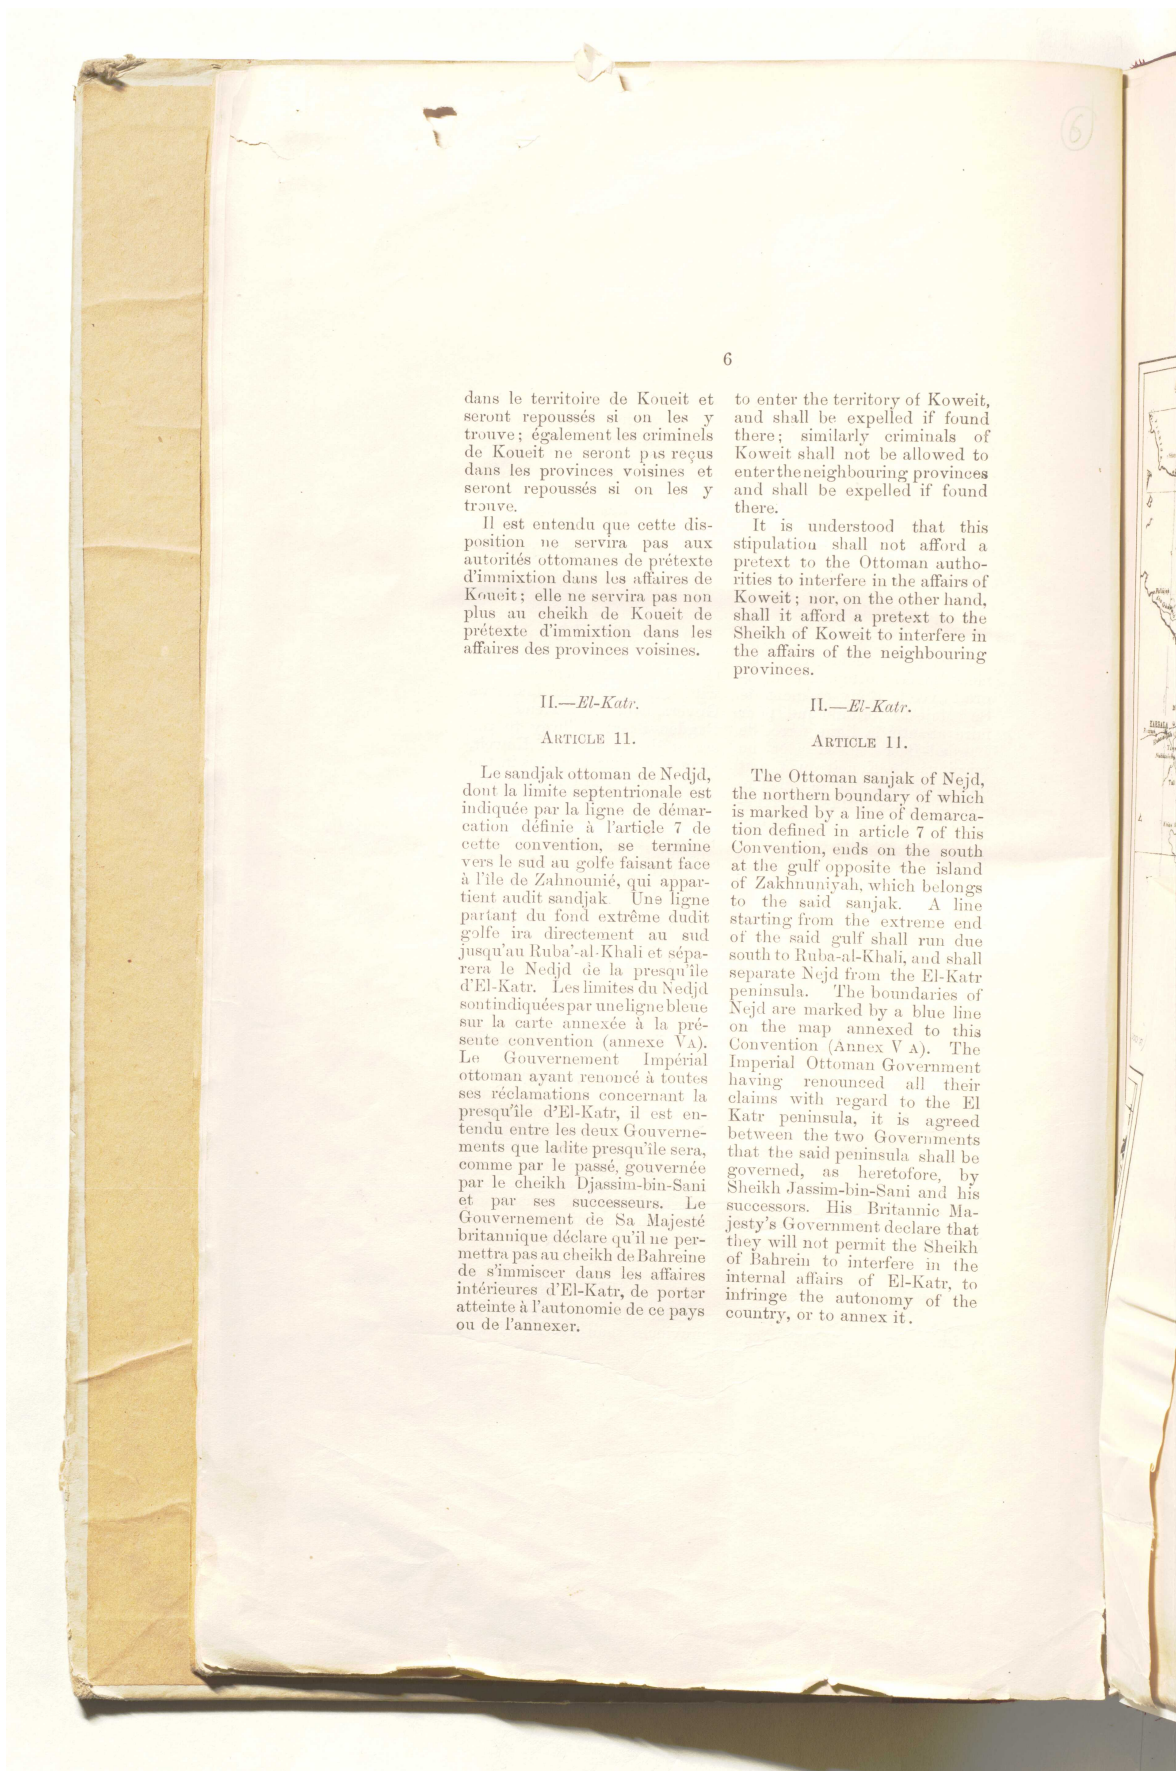 6
6
dans le territoire de Koueit et
seront repoussés si on les y
trouve; également les criminels
de Koueit ne seront pas reçus
dans les provinces voisines et
seront repoussés si on les y
trouve.
Il est entendu que cette dis-
position ne servira pas aux
autorités ottomanes de prétexte
d'immixtion dans les affaires de
Koueit; elle ne servira pas non
plus au cheikh de Koueit de
prétexte d'immixtion dans les
affaires des provinces voisines.
II.—El-Katr.
ARTICLE 11.
Le sandjak ottoman de Nedjd,
dont la limite septentrionale est
indiquée par la ligne de démar-
cation définie à l'article 7 de
cette convention, se termine
vers le sud au golfe faisant face
à l'île de Zahnounié, qui appar-
tient audit sandjak. Une ligne
partant du fond extrême dudit
golfe ira directement au sud
jusqu'au Ruba'-al-Khali et sépa-
rera le Nedjd de la presqu'île
d'El-Katr. Les limites du Nedjd
sont indiquées par une ligne bleue
sur la carte annexée à la pré-
sente convention (annexe VA).
Le Gouvernement Impérial
ottoman ayant renoncé à toutes
ses réclamations concernant la
presqu'île d'El-Katr, il est en-
tendu entre les deux Gouverne-
ments que ladite presqu'île sera,
comme par le passé, gouvernée
par le cheikh Djassim-bin-Sani
et par ses successeurs. Le
Gouvernement de Sa Majesté
britannique déclare qu'il ne per-
mettra pas au cheikh de Bahreine
de s'immiscer dans les affaires
intérieures d'El-Katr, de porter
atteinte à l'autonomie de ce pays
ou de l'annexer.
to enter the territory of Koweit,
and shall be expelled if found
there; similarly criminals of
Koweit shall not be allowed to
enter the neighbouring provinces
and shall be expelled if found
there.
It is understood that this
stipulation shall not afford a
pretext to the Ottoman autho-
rities to interfere in the affairs of
Koweit; nor, on the other hand,
shall it afford a pretext to the
Sheikh of Koweit to interfere in
the affairs of the neighbouring
provinces.
II.—El-Katr.
ARTICLE 11.
The Ottoman sanjak of Nejd,
the northern boundary of which
is marked by a line of demarca-
tion defined in article 7 of this
Convention, ends on the south
at the gulf opposite the island
of Zakhnuniyah, which belongs
to the said sanjak. A line
starting from the extreme end
of the said gulf shall run due
south to Ruba-al-Khali, and shall
separate Nejd from the El-Katr
peninsula. The boundaries of
Nejd are marked by a blue line
on the map annexed to this
Convention (Annex V A). The
Imperial Ottoman Government
having renounced all their
claims with regard to the El
Katr peninsula, it is agreed
between the two Governments
that the said peninsula shall be
governed, as heretofore, by
Sheikh Jassim-bin-Sani and his
successors. His Britannic Ma-
jesty's Government declare that
they will not permit the Sheikh
of Bahrein to interfere in the
internal affairs of El-Katr, to
infringe the autonomy of the
country, or to annex it.